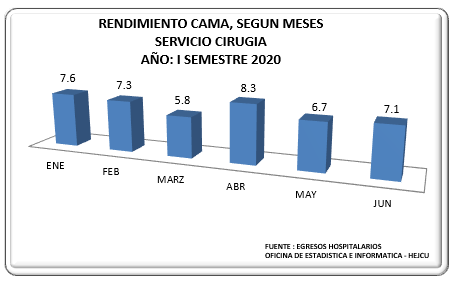 RENDIMIENTO CAMA, SEGUN MESES
SERVICIO CIRUGIA
AÑO: I SEMESTRE 2020
7.6
7.3
5.8
8.3
6.7
7.1
ENE
FEB
MARZ
ABR
MAY
JUN
FUENTE : EGRESOS HOSPITALARIOS
OFICINA DE ESTADISTICA E INFORMATICA - HEJCU